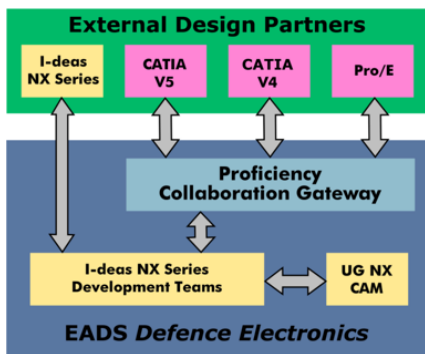 External Design Partners
I-deas
NX Series
CATIA
V5
CATIA
V4
Pro/E
Proficiency
Collaboration Gateway
I-deas NX Series
Development Teams
UG NX
CAM
EADS Defence Electronics